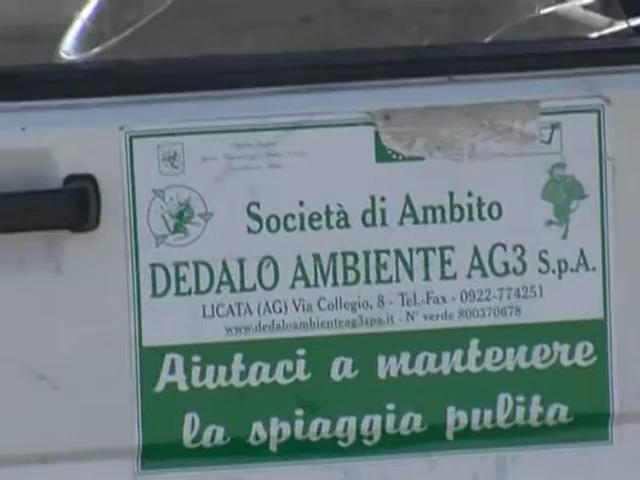 Società di Ambito
DEDALO AMBIENTE AG3 S.p.A.
LICATA (AG) Via Collegio, 8 - Tel.-Fax - 0922-774251
www.dedaloambienteag3spa.it - N° verde 800370678
Aiutaci a mantenere
la spiaggia pulita